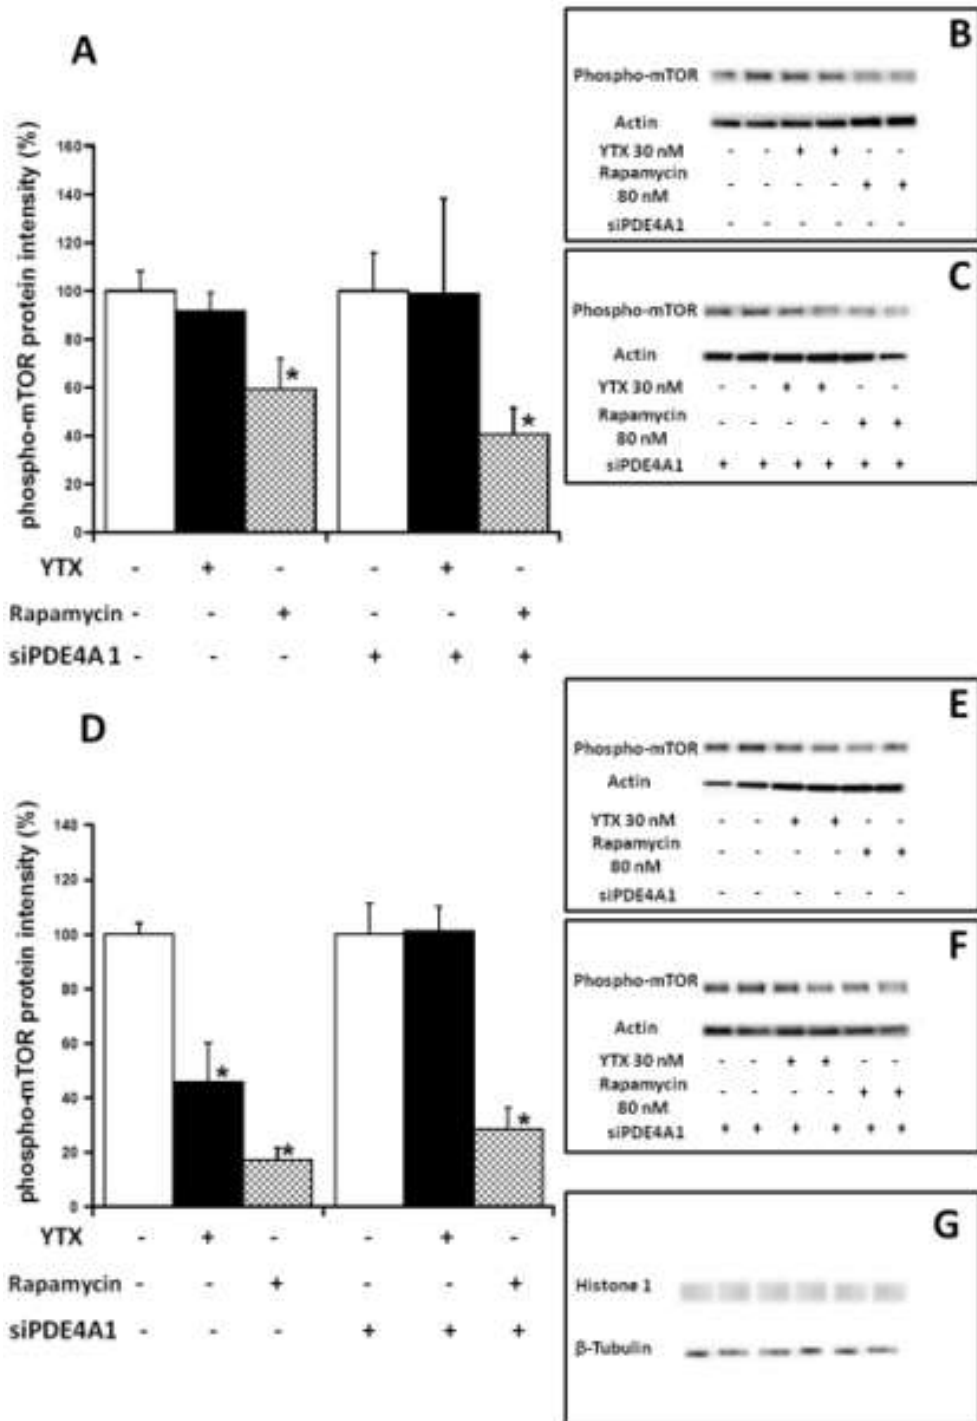 A
phospho-mTOR protein intensity (%)
160
140
120
100
80
60
40
20
0
*
*
YTX - + - - + -
Rapamycin - - + - - +
siPDE4A1 - - - + + +
B
Phospho-mTOR
Actin
YTX 30 nM - - + + - -
Rapamycin
80 nM - - - - + +
siPDE4A1 - - - - - -
C
Phospho-mTOR
Actin
YTX 30 nM - - + + - -
Rapamycin
80 nM - - - - + +
siPDE4A1 + + + + + +
D
phospho-mTOR protein intensity (%)
140
120
100
80
60
40
20
0
*
*
*
YTX - + - - + -
Rapamycin - - + - - +
siPDE4A1 - - - + + +
E
Phospho-mTOR
Actin
YTX 30 nM - - + + - -
Rapamycin
80 nM - - - - + +
siPDE4A1 - - - - - -
F
Phospho-mTOR
Actin
YTX 30 nM - - + + - -
Rapamycin
80 nM - - - - + +
siPDE4A1 + + + + + +
G
Histone 1
β-Tubulin